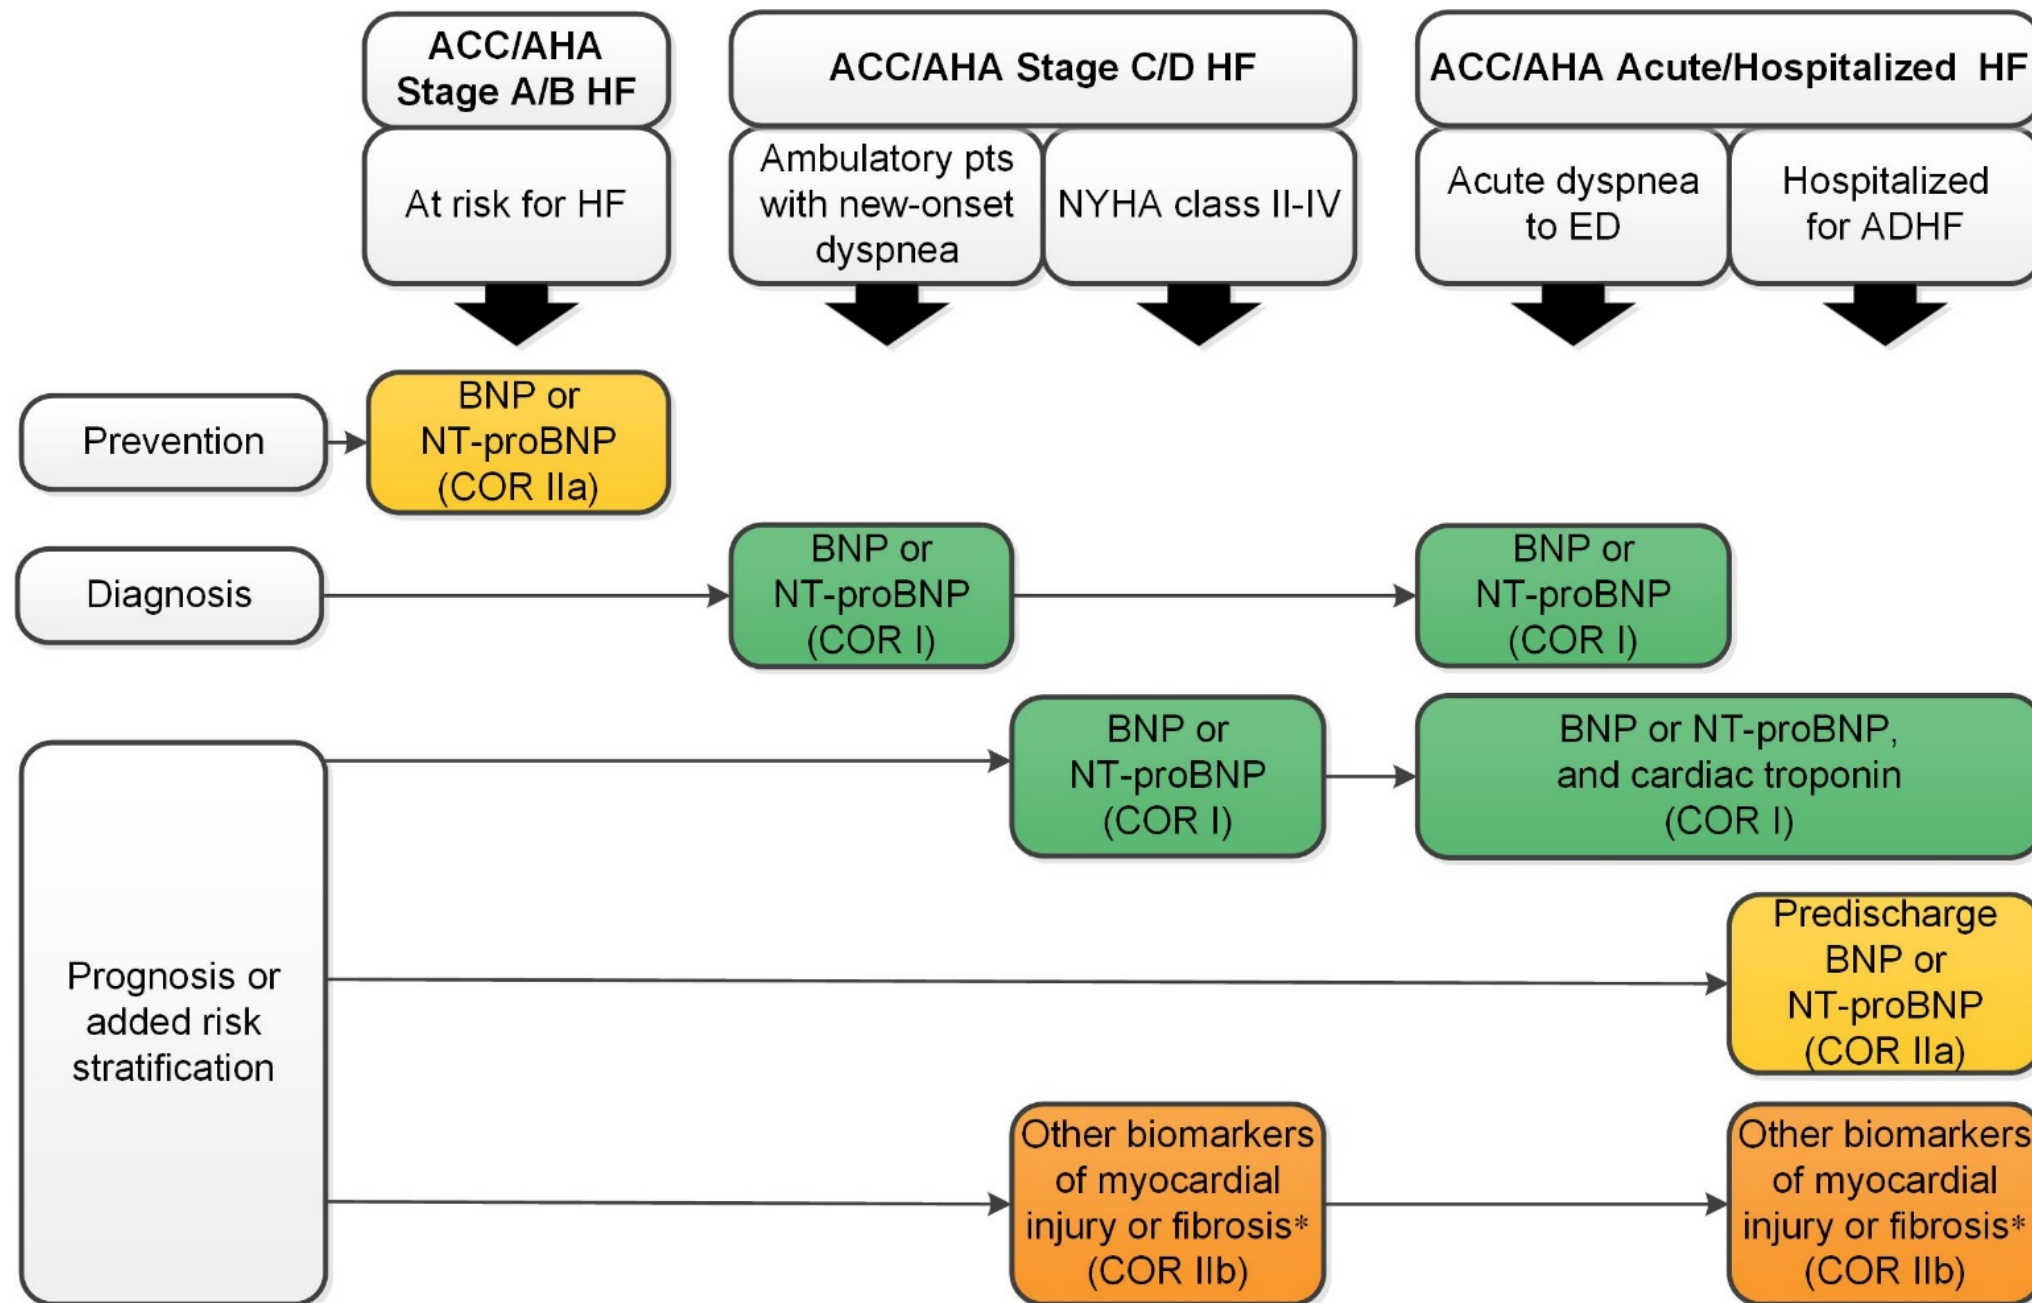 ACC/AHA
Stage A/B HF
ACC/AHA Stage C/D HF
ACC/AHA Acute/Hospitalized HF
At risk for HF
Ambulatory pts
with new-onset
dyspnea
NYHA class II-IV
Acute dyspnea
to ED
Hospitalized
for ADHF
Prevention
BNP or
NT-proBNP
(COR IIa)
Diagnosis
BNP or
NT-proBNP
(COR I)
BNP or
NT-proBNP
(COR I)
Prognosis or
added risk
stratification
BNP or
NT-proBNP
(COR I)
BNP or NT-proBNP,
and cardiac troponin
(COR I)
Predischarge
BNP or
NT-proBNP
(COR IIa)
Other biomarkers
of myocardial
injury or fibrosis*
(COR IIb)
Other biomarkers
of myocardial
injury or fibrosis*
(COR IIb)